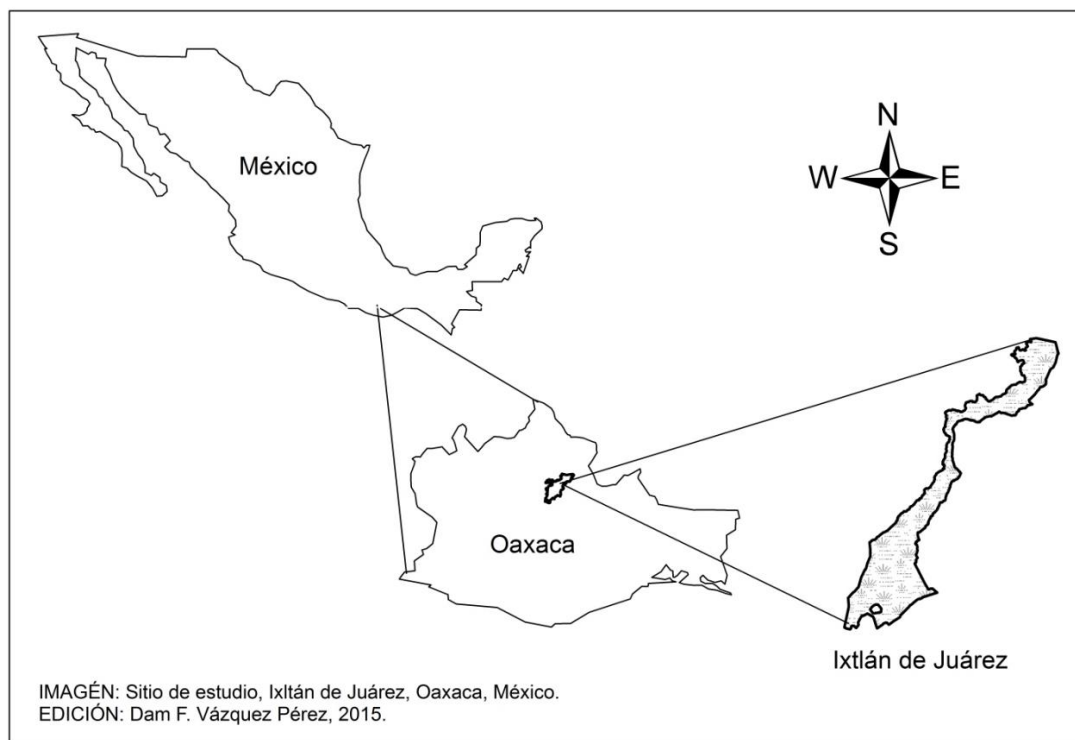 México
N
W E
S
Oaxaca
Ixtlán de Juárez
IMAGÉN: Sitio de estudio, Ixltán de Juárez, Oaxaca, México.
EDICIÓN: Dam F. Vázquez Pérez, 2015.